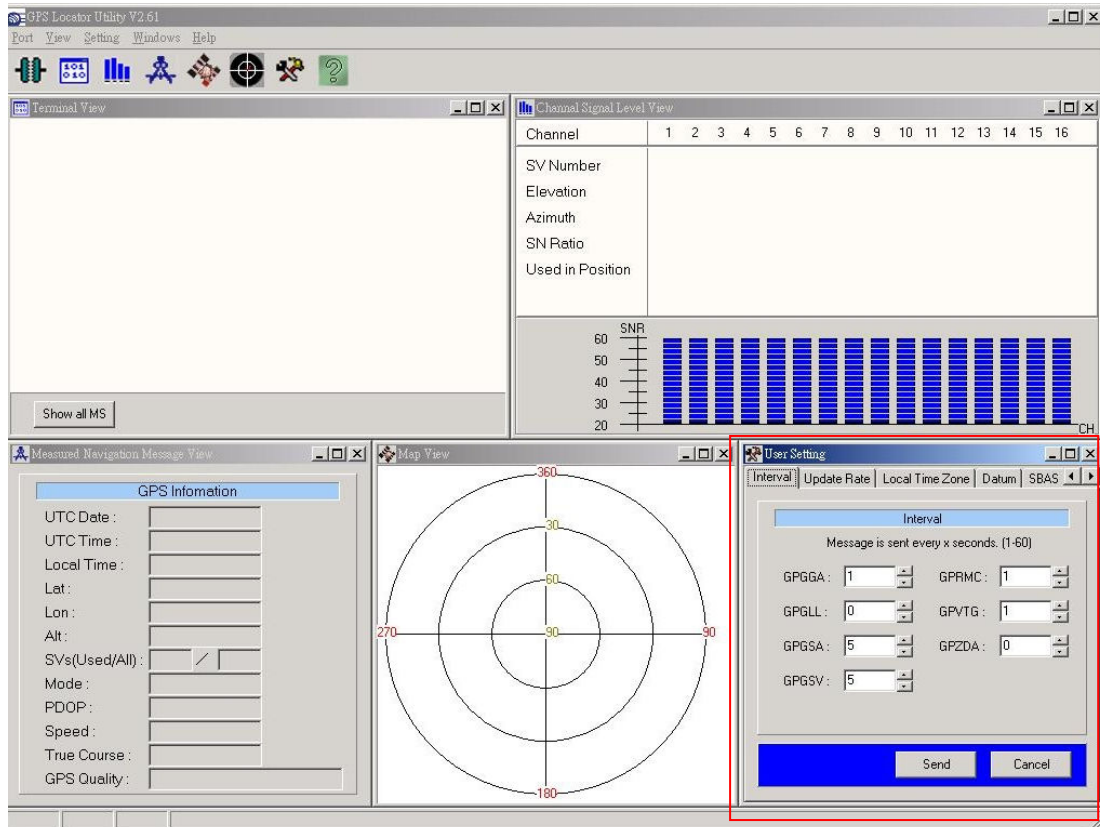 GPS Locator Utility V2.61
Port View Setting Windows Help
101
010
Terminal View
Show all MS
Channal Signal Level View
Channel 1 2 3 4 5 6 7 8 9 10 11 12 13 14 15 16
SV Number
Elevation
Azimuth
SN Ratio
Used in Position
SNR
60
50
40
30
20
CH
Measured Navigation Message View
GPS Infomation
UTC Date :
UTC Time :
Local Time :
Lat :
Lon :
Alt :
SVs(Used/All) : /
Mode :
PDOP :
Speed :
True Course :
GPS Quality :
Map View
360
30
60
270 90 90
180
User Setting
Interval Update Rate Local Time Zone Datum SBAS
Interval
Message is sent every x seconds. (1-60)
GPGGA : 1 GPRMC : 1
GPGLL : 0 GPVTG : 1
GPGSA : 5 GPZDA : 0
GPGSV : 5
Send Cancel